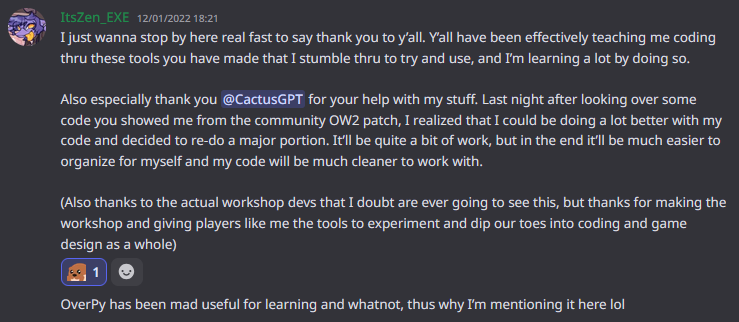 ItsZen_EXE 12/01/2022 18:21
I just wanna stop by here real fast to say thank you to y’all. Y’all have been effectively teaching me coding
thru these tools you have made that I stumble thru to try and use, and I’m learning a lot by doing so.
Also especially thank you @CactusGPT for your help with my stuff. Last night after looking over some
code you showed me from the community OW2 patch, I realized that I could be doing a lot better with my
code and decided to re-do a major portion. It’ll be quite a bit of work, but in the end it’ll be much easier to
organize for myself and my code will be much cleaner to work with.
(Also thanks to the actual workshop devs that I doubt are ever going to see this, but thanks for making the
workshop and giving players like me the tools to experiment and dip our toes into coding and game
design as a whole)
1
OverPy has been mad useful for learning and whatnot, thus why I’m mentioning it here lol